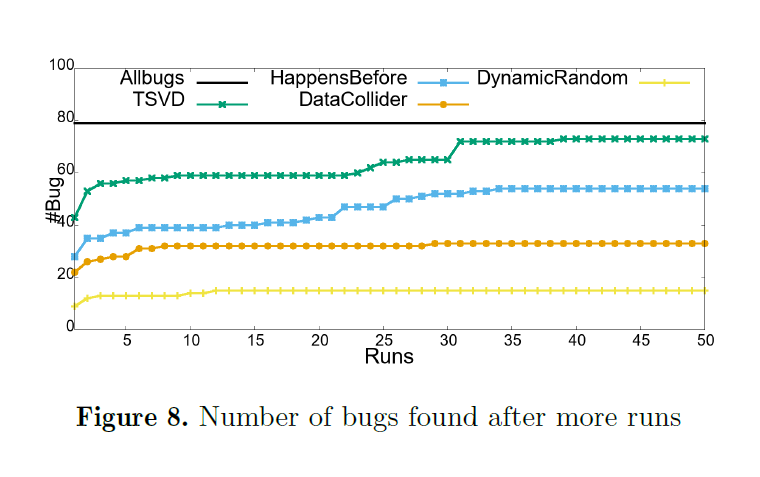 100
80
60
40
20
0
#Bug
Allbugs HappensBefore DynamicRandom
TSVD DataCollider
5 10 15 20 25 30 35 40 45 50
Runs
Figure 8. Number of bugs found after more runs